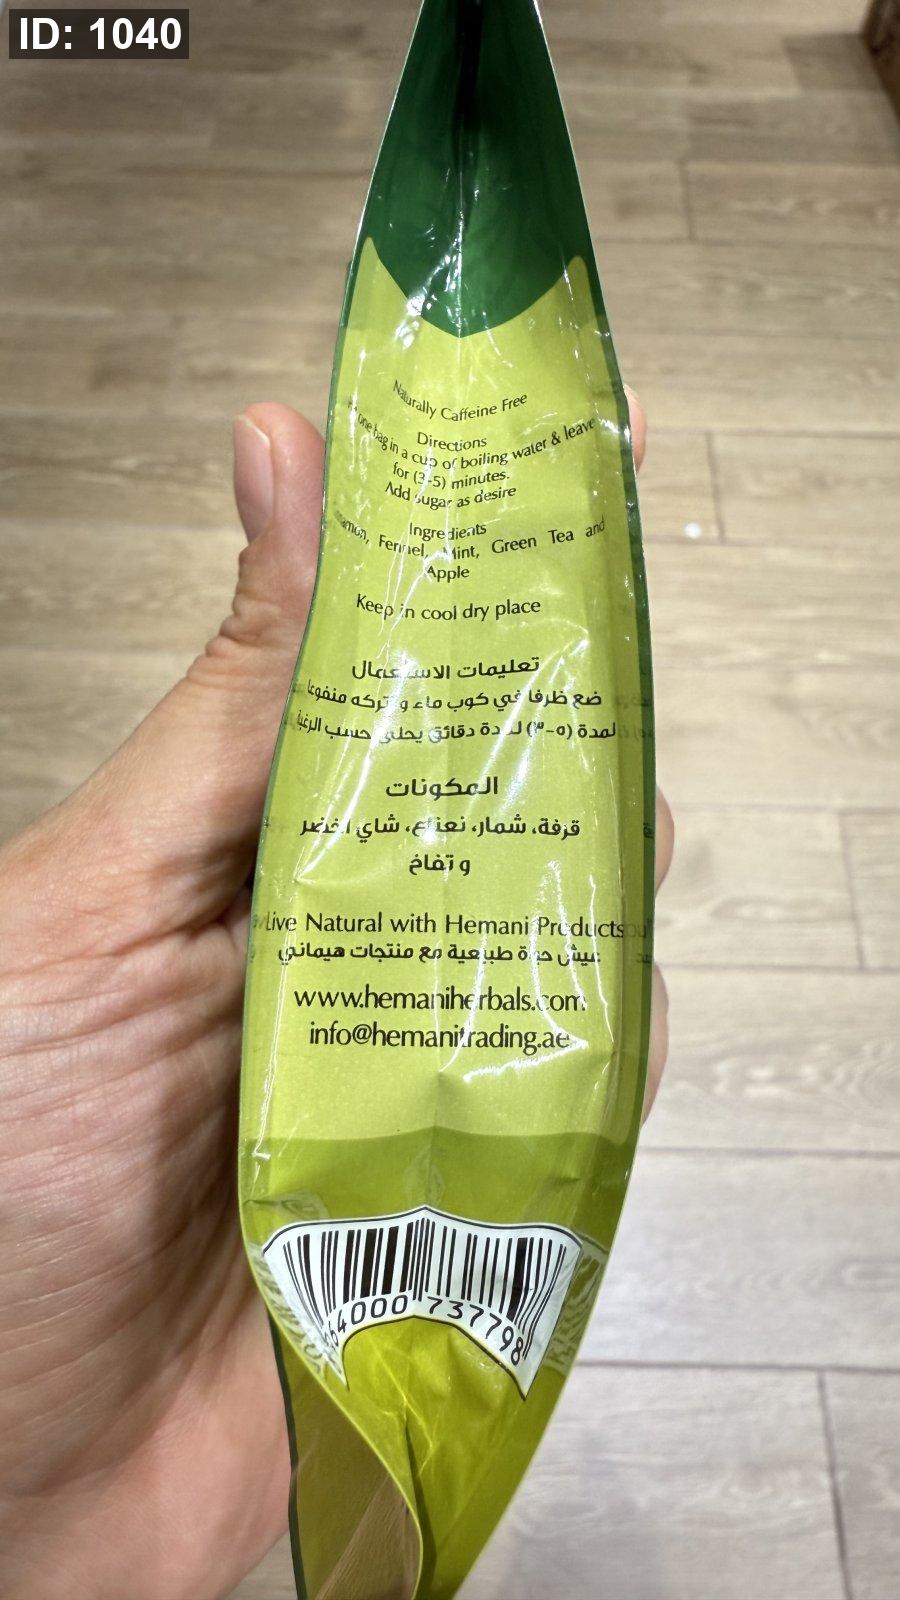 ID: 1040
Naturally Caffeine Free
Directions
one bag in a cup of boiling water & leave
for (3-5) minutes.
Add sugar as desire
Ingredients
Fennel, Mint, Green Tea and
Apple
Keep in cool dry place
تعليمات الاستعمال
ضع ظرفا في كوب ماء و اتركه منقوعا
لمدة (٥-٣) لمدة دقائق يحلى حسب الرغبة
المكونات
قرفة، شمار، نعناع، شاي اخضر
و تفاح
Live Natural with Hemani Products
عيش حياة طبيعية مع منتجات هيماني
www.hemaniherbals.com
info@hemanitrading.ae
64000 737798